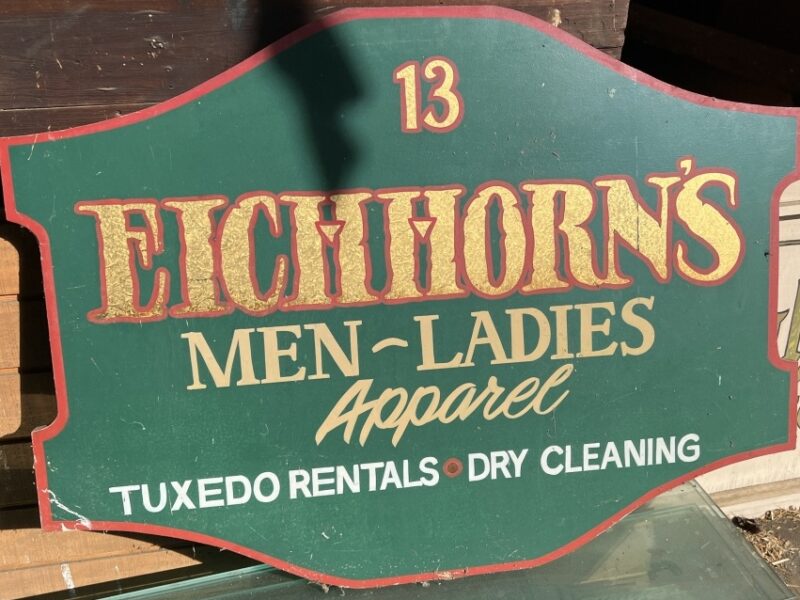 13
EICHHORN'S
MEN ~ LADIES
Apparel
TUXEDO RENTALS • DRY CLEANING